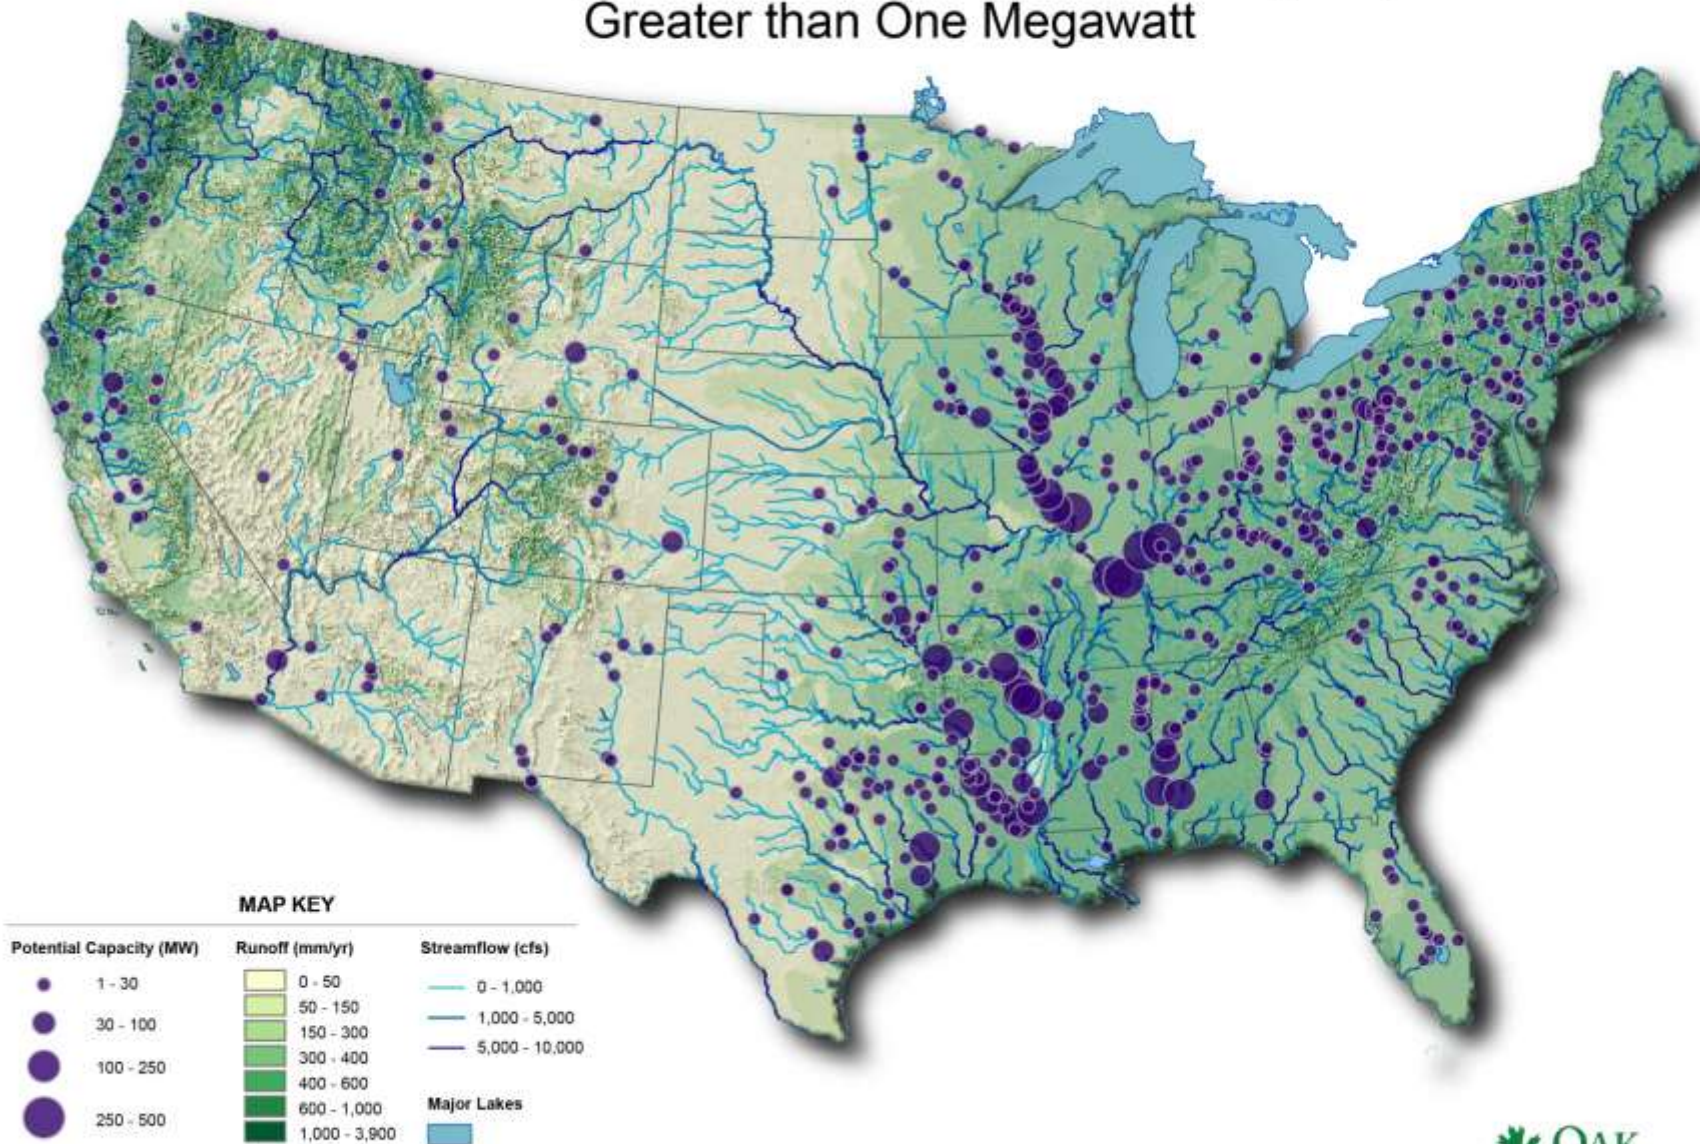 Greater than One Megawatt
MAP KEY
Potential Capacity (MW)
1 - 30
30 - 100
100 - 250
250 - 500
Runoff (mm/yr)
0 - 50
50 - 150
150 - 300
300 - 400
400 - 600
600 - 1,000
1,000 - 3,900
Streamflow (cfs)
0 - 1,000
1,000 - 5,000
5,000 - 10,000
Major Lakes
OAK